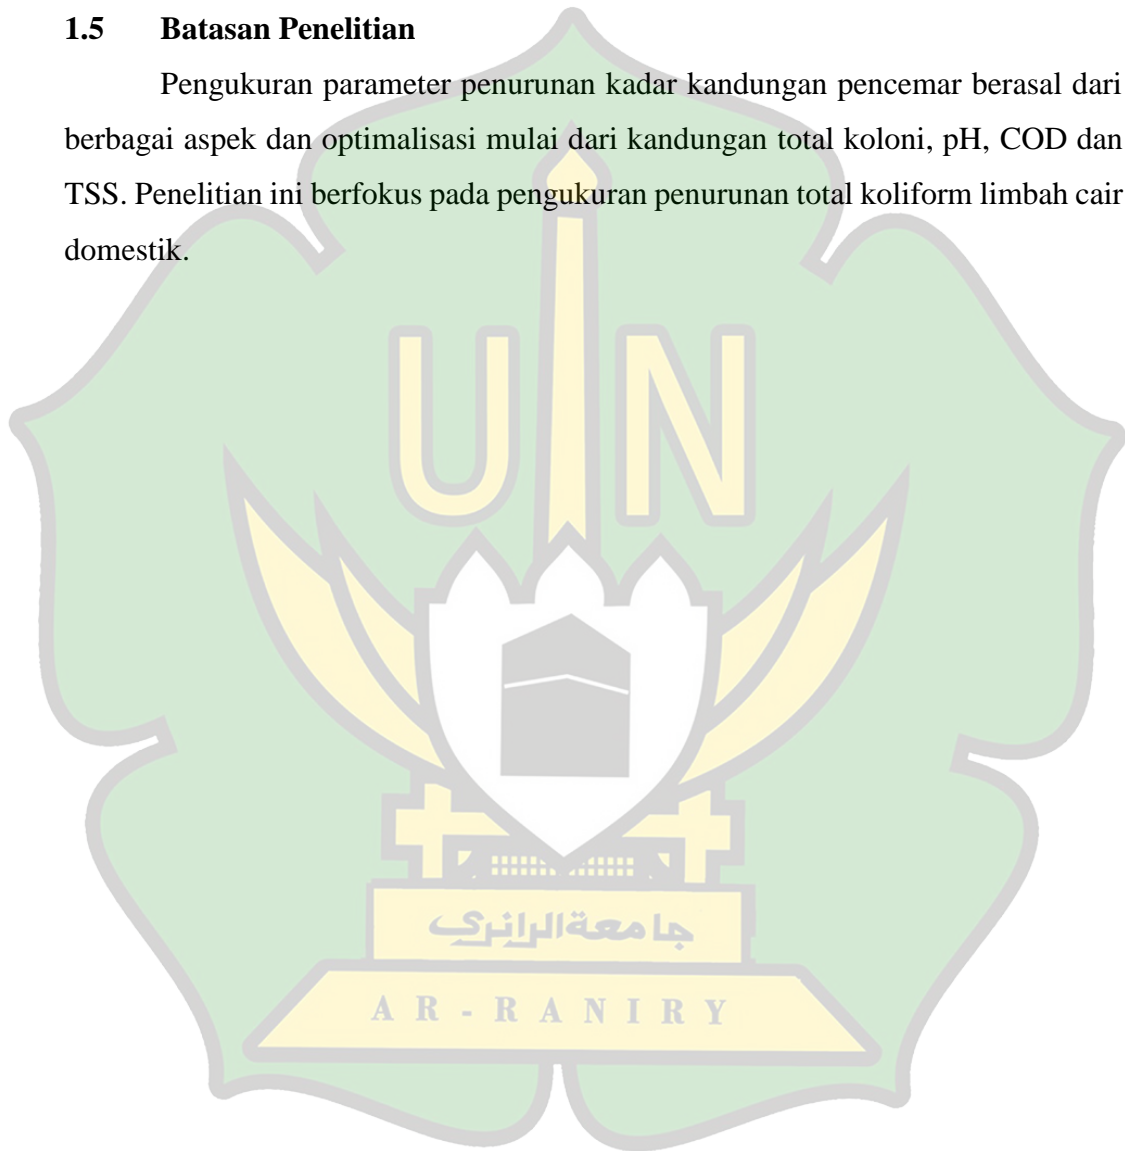 1.5 Batasan Penelitian
Pengukuran parameter penurunan kadar kandungan pencemar berasal dari
berbagai aspek dan optimalisasi mulai dari kandungan total koloni, pH, COD dan
TSS. Penelitian ini berfokus pada pengukuran penurunan total koliform limbah cair
domestik.
UIN
جامعةالرانري
AR-RANIRY